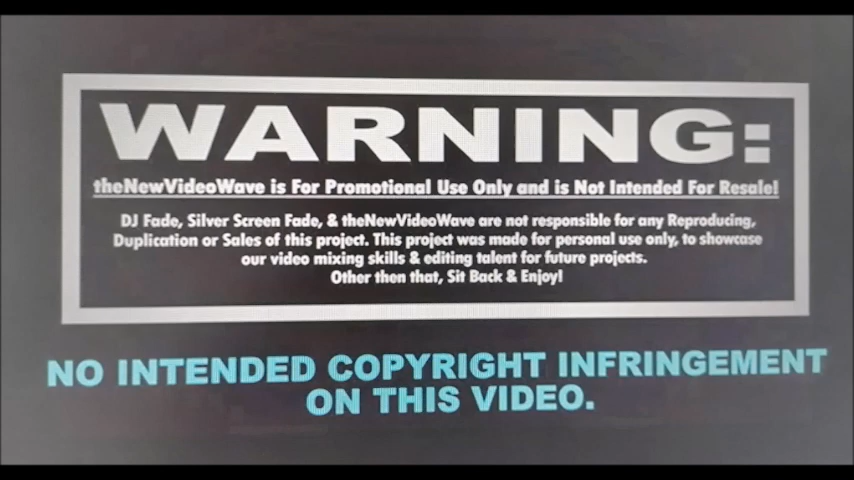 WARNING:
theNewVideoWave is For Promotional Use Only and is Not Intended For Resale!
DJ Fade, Silver Screen Fade, & theNewVideoWave are not responsible for any Reproducing,
Duplication or Sales of this project. This project was made for personal use only, to showcase
our video mixing skills & editing talent for future projects.
Other then that, Sit Back & Enjoy!
NO INTENDED COPYRIGHT INFRINGEMENT
ON THIS VIDEO.